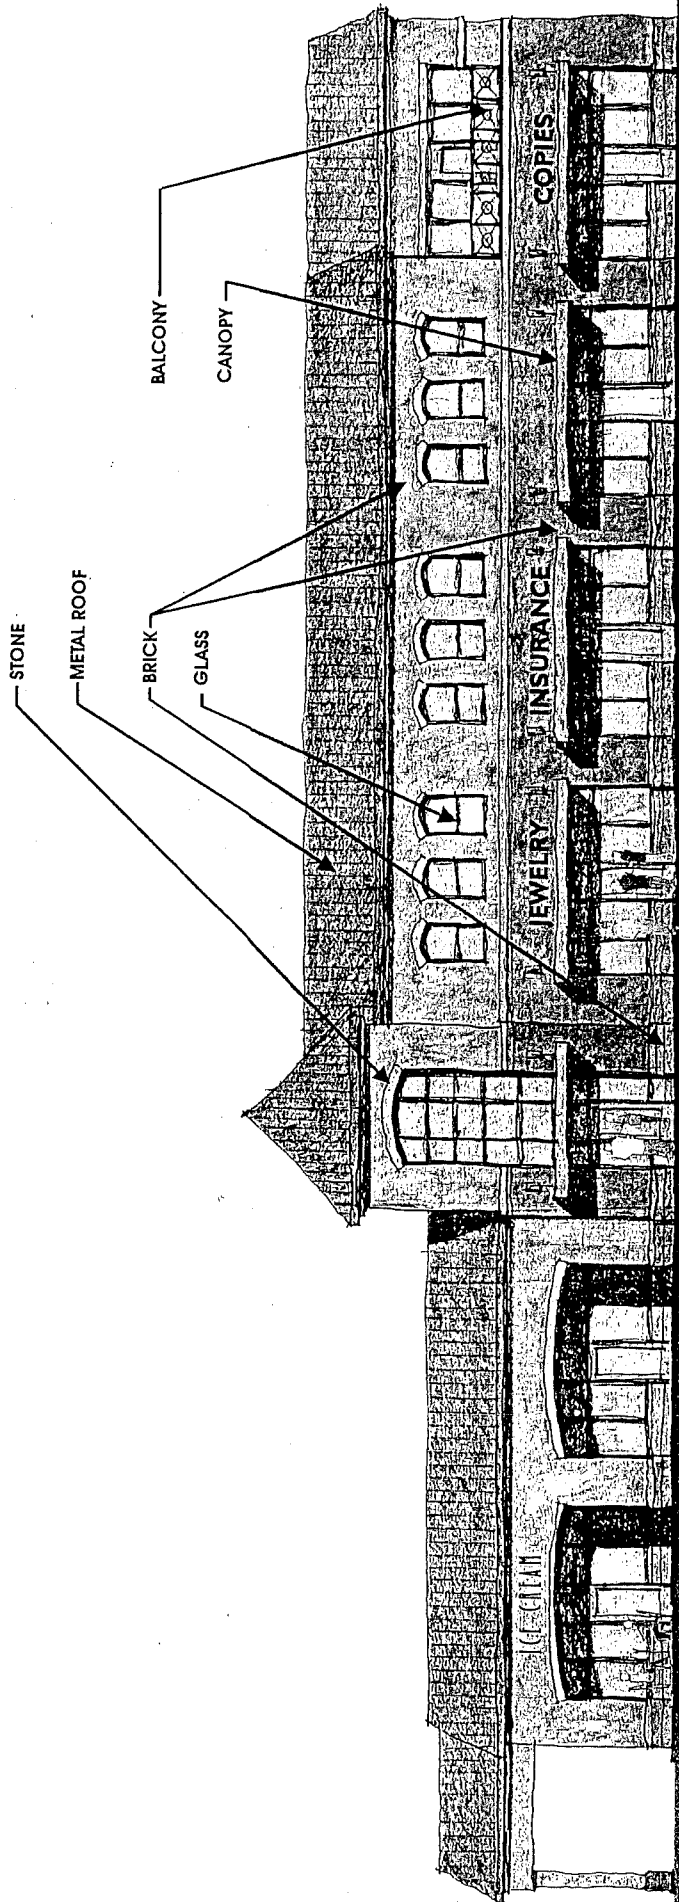 STONE
METAL ROOF
BRICK
GLASS
BALCONY
CANOPY
ICE CREAM
JEWELRY
INSURANCE
COPIES